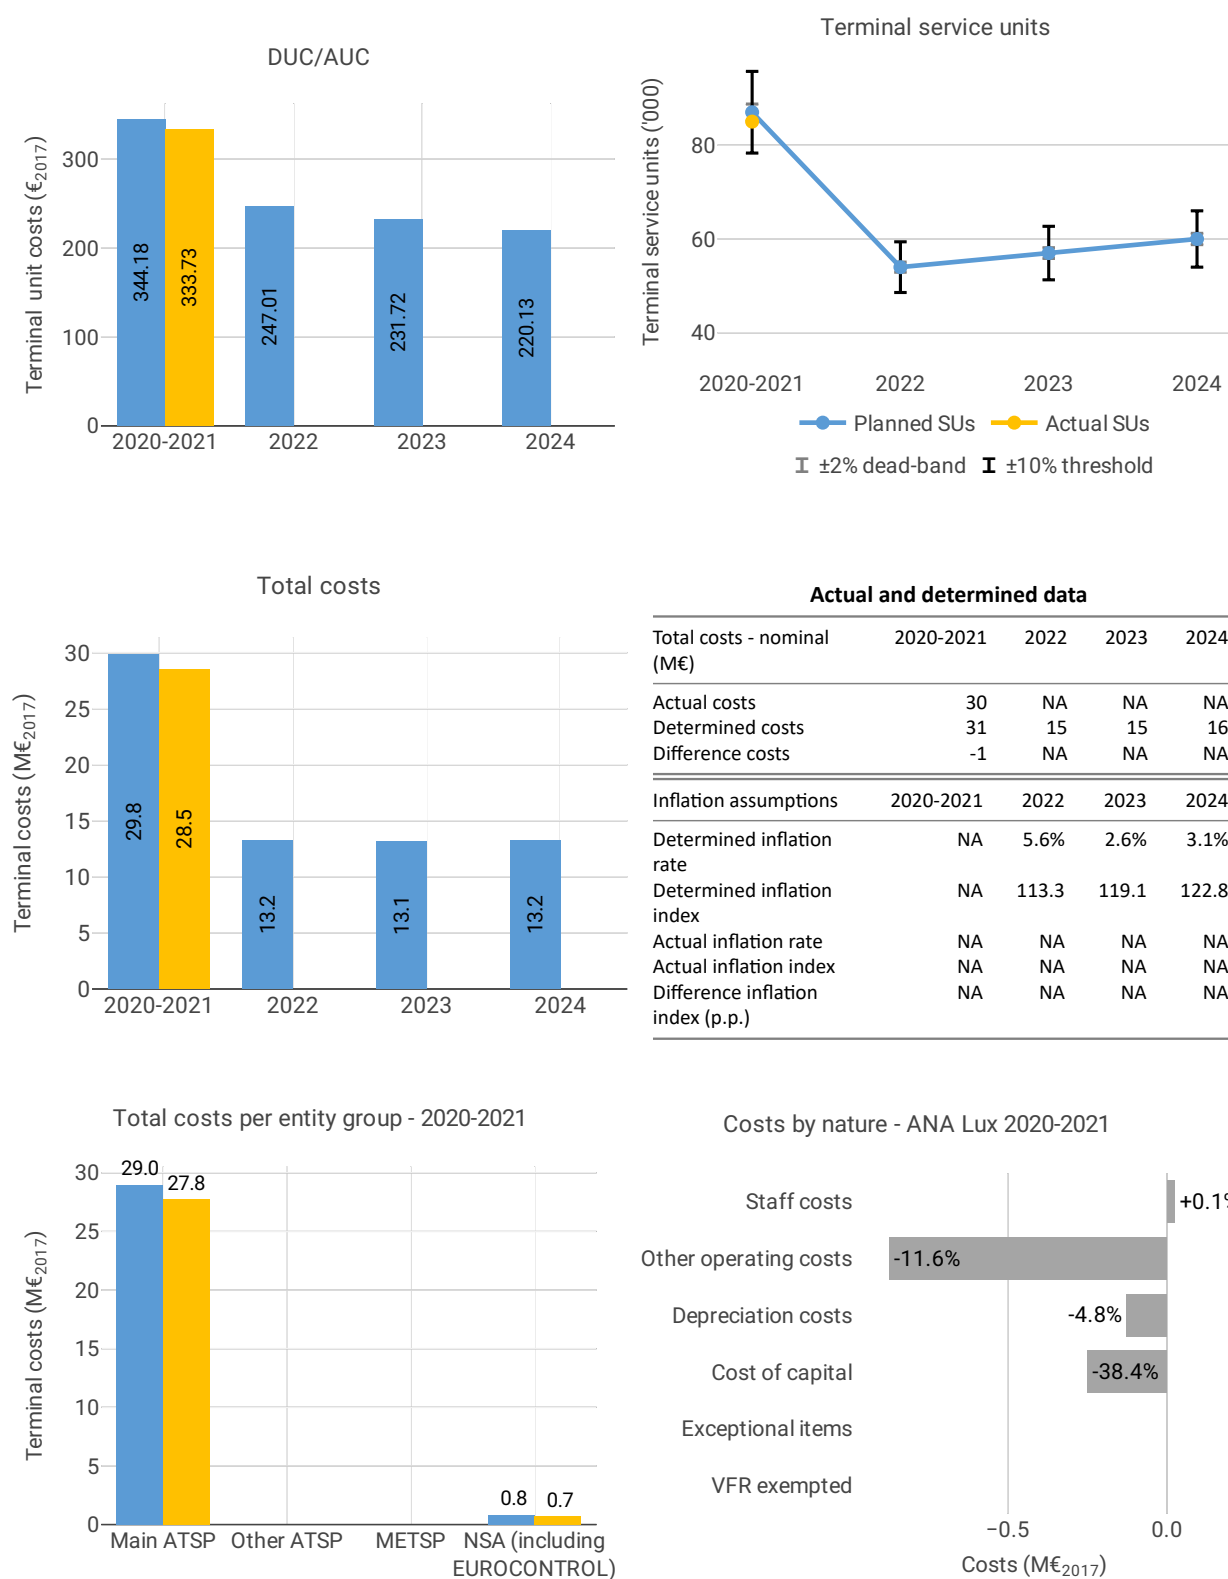 DUC/AUC
Terminal unit costs (€2017)
300
200
100
0
344.18
333.73
247.01
231.72
220.13
2020-2021
2022
2023
2024
Terminal service units
Terminal service units ('000)
80
60
40
2020-2021
2022
2023
2024
Planned SUs
Actual SUs
±2% dead-band
±10% threshold
Total costs
Terminal costs (M€2017)
30
25
20
15
10
5
0
29.8
28.5
13.2
13.1
13.2
2020-2021
2022
2023
2024
Actual and determined data
Total costs - nominal 2020-2021 2022 2023 2024
(M€)
Actual costs 30 NA NA NA
Determined costs 31 15 15 16
Difference costs -1 NA NA NA
Inflation assumptions 2020-2021 2022 2023 2024
Determined inflation NA 5.6% 2.6% 3.1%
rate
Determined inflation NA 113.3 119.1 122.8
index
Actual inflation rate NA NA NA NA
Actual inflation index NA NA NA NA
Difference inflation NA NA NA NA
index (p.p.)
Total costs per entity group - 2020-2021
Terminal costs (M€2017)
30
25
20
15
10
5
0
29.0
27.8
0.8
0.7
Main ATSP
Other ATSP
METSP
NSA (including
EUROCONTROL)
Costs by nature - ANA Lux 2020-2021
Staff costs
+0.1%
Other operating costs
-11.6%
Depreciation costs
-4.8%
Cost of capital
-38.4%
Exceptional items
VFR exempted
−0.5
0.0
Costs (M€2017)